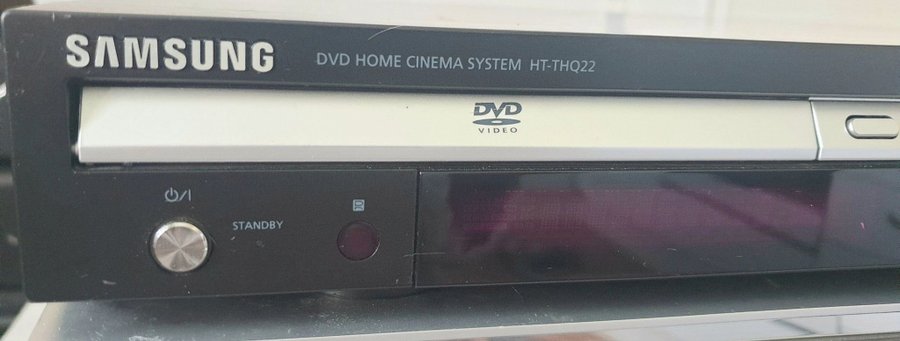 SAMSUNG DVD HOME CINEMA SYSTEM HT-THQ22
DVD
VIDEO
STANDBY